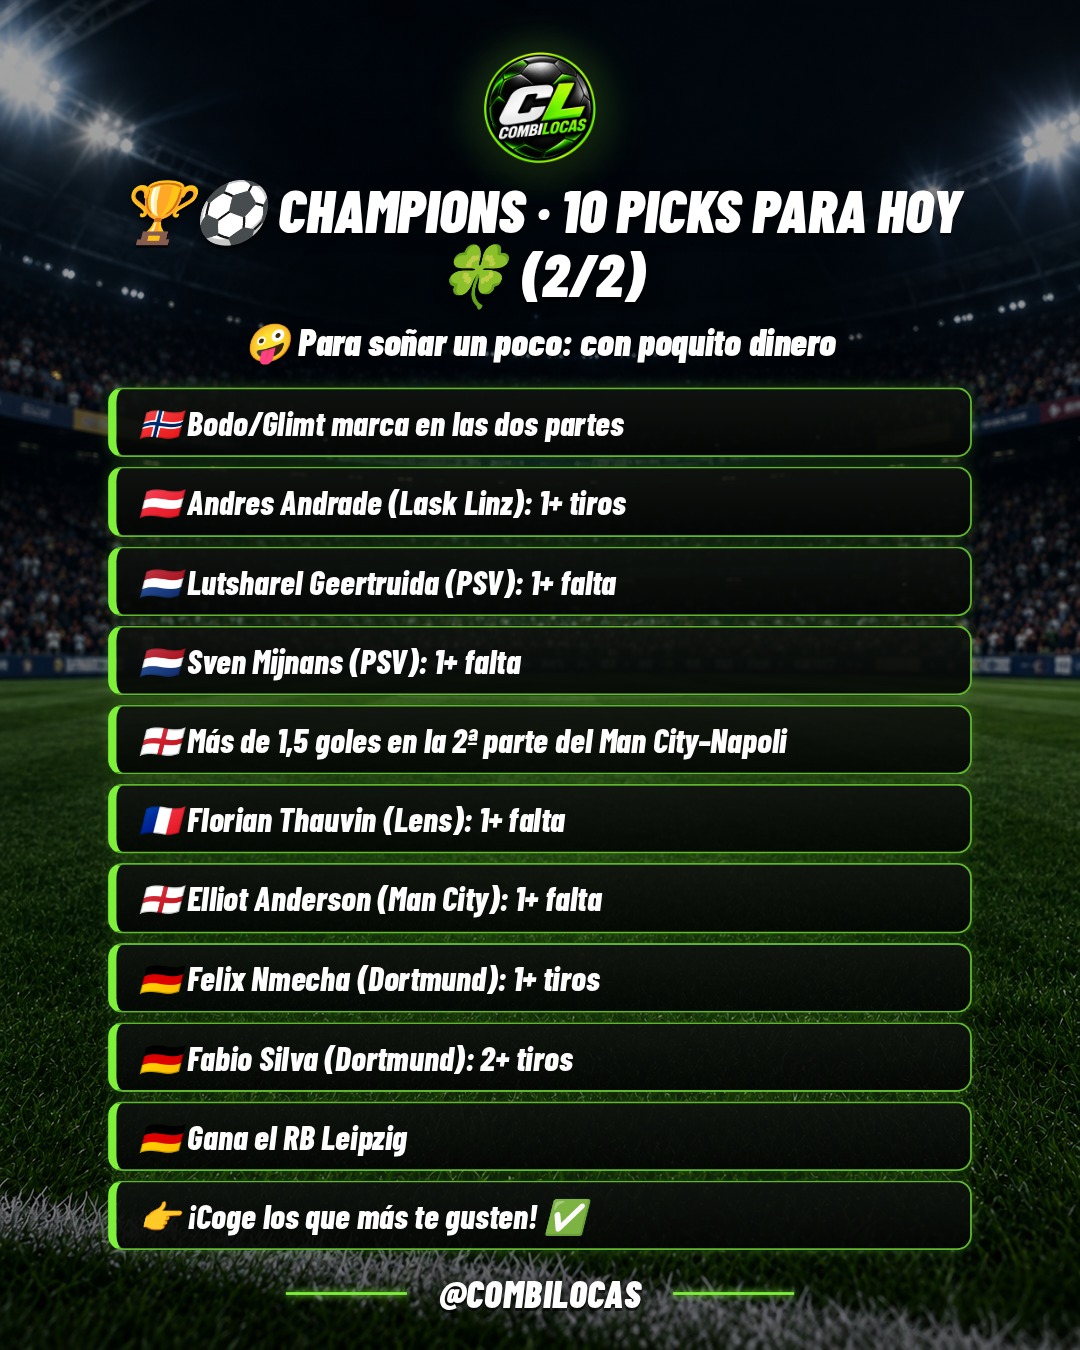 CL
COMBILOCAS
🏆⚽ CHAMPIONS · 10 PICKS PARA HOY
🍀 (2/2)
🤪 Para soñar un poco: con poquito dinero
🇳🇴 Bodo/Glimt marca en las dos partes
🇦🇹 Andres Andrade (Lask Linz): 1+ tiros
🇳🇱 Lutsharel Geertruida (PSV): 1+ falta
🇳🇱 Sven Mijnans (PSV): 1+ falta
🏴󠁧󠁢󠁥󠁮󠁧󠁿 Más de 1,5 goles en la 2ª parte del Man City-Napoli
🇫🇷 Florian Thauvin (Lens): 1+ falta
🏴󠁧󠁢󠁥󠁮󠁧󠁿 Elliot Anderson (Man City): 1+ falta
🇩🇪 Felix Nmecha (Dortmund): 1+ tiros
🇩🇪 Fabio Silva (Dortmund): 2+ tiros
🇩🇪 Gana el RB Leipzig
👉 ¡Coge los que más te gusten! ✅
@COMBILOCAS